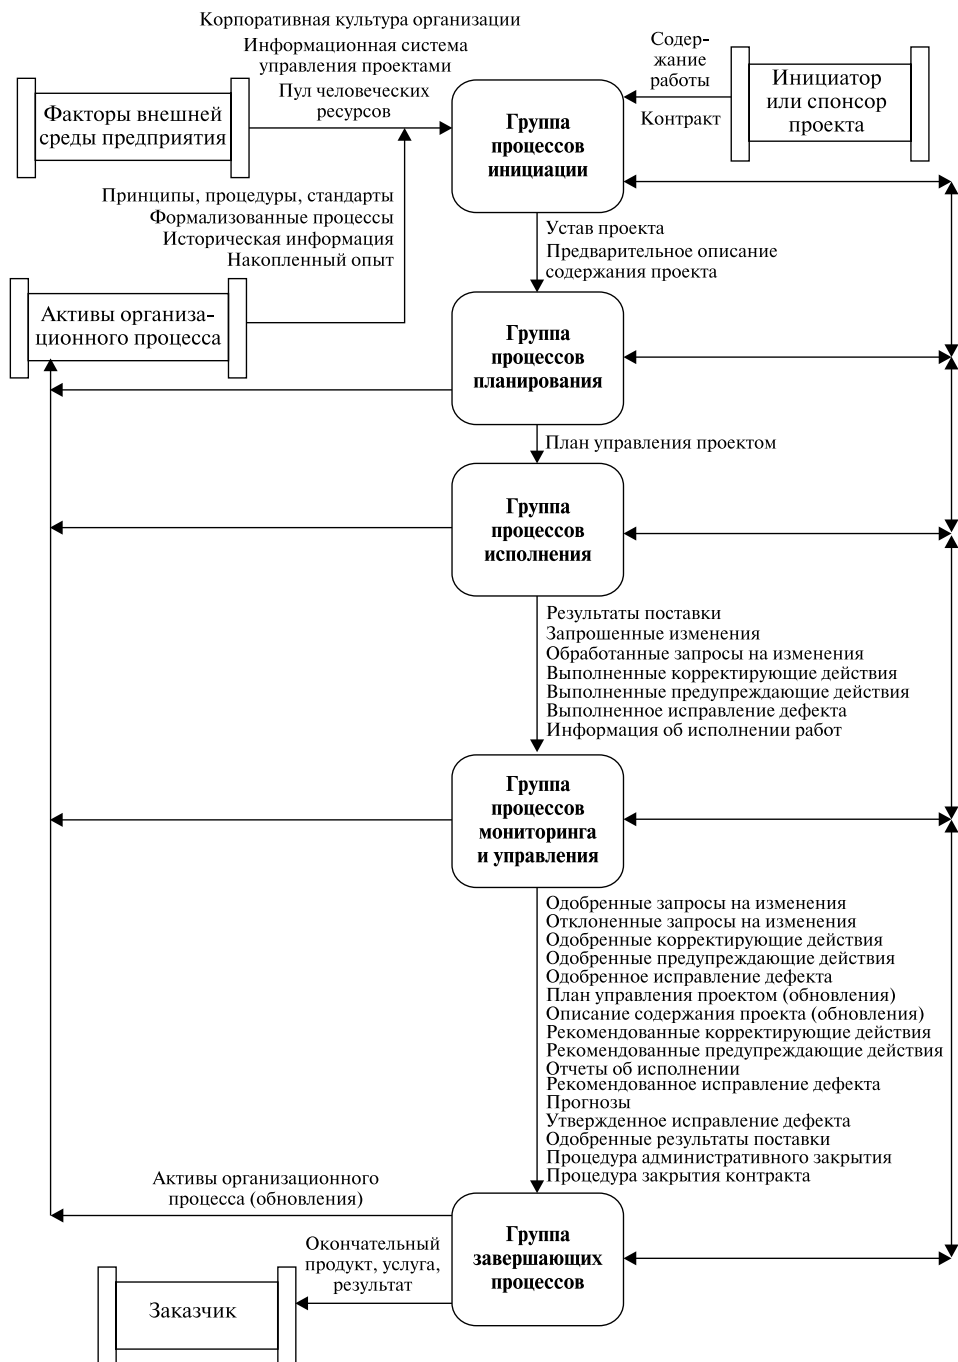 Корпоративная культура организации
Информационная система
управления проектами
Пул человеческих
ресурсов
Факторы внешней
среды предприятия
Группа
процессов
инициации
Содер-
жание
работы
Контракт
Инициатор
или спонсор
проекта
Принципы, процедуры, стандарты
Формализованные процессы
Историческая информация
Накопленный опыт
Устав проекта
Предварительное описание
содержания проекта
Активы организа-
ционного процесса
Группа
процессов
планирования
План управления проектом
Группа
процессов
исполнения
Результаты поставки
Запрошенные изменения
Обработанные запросы на изменения
Выполненные корректирующие действия
Выполненные предупреждающие действия
Выполненное исправление дефекта
Информация об исполнении работ
Группа
процессов
мониторинга
и управления
Одобренные запросы на изменения
Отклоненные запросы на изменения
Одобренные корректирующие действия
Одобренные предупреждающие действия
Одобренное исправление дефекта
План управления проектом (обновления)
Описание содержания проекта (обновления)
Рекомендованные корректирующие действия
Рекомендованные предупреждающие действия
Отчеты об исполнении
Рекомендованное исправление дефекта
Прогнозы
Утвержденное исправление дефекта
Одобренные результаты поставки
Процедура административного закрытия
Процедура закрытия контракта
Активы организационного
процесса (обновления)
Группа
завершающих
процессов
Окончательный
продукт, услуга,
результат
Заказчик